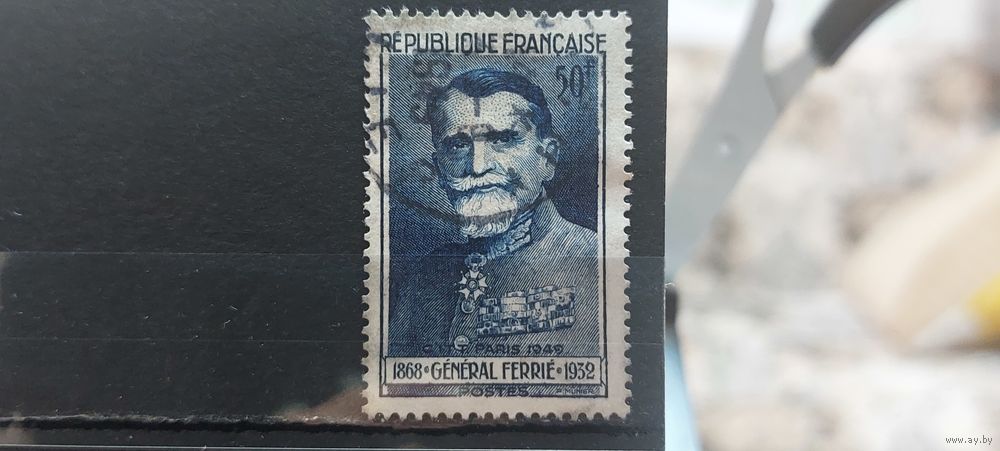 RÉPUBLIQUE FRANÇAISE
50F
C.I.T.T. PARIS 1949
1868 • GÉNÉRAL FERRIÉ • 1932
POSTES
www.ay.by